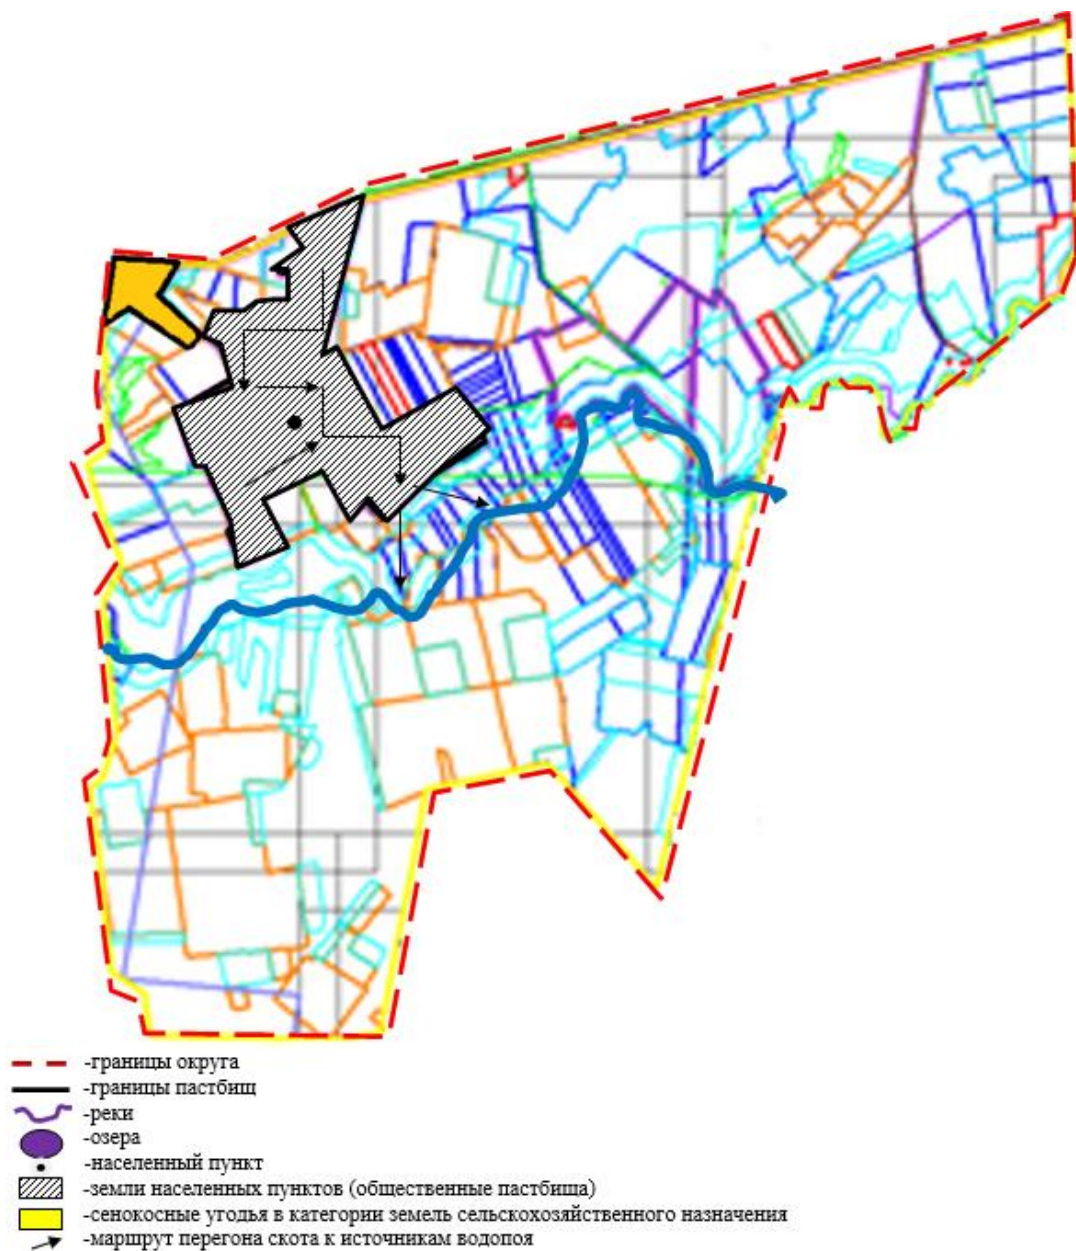 -границы округа
-границы пастбищ
-реки
-озера
-населенный пункт
-земли населенных пунктов (общественные пастбища)
-сенокосные угодья в категории земель сельскохозяйственного назначения
-маршрут перегона скота к источникам водопоя